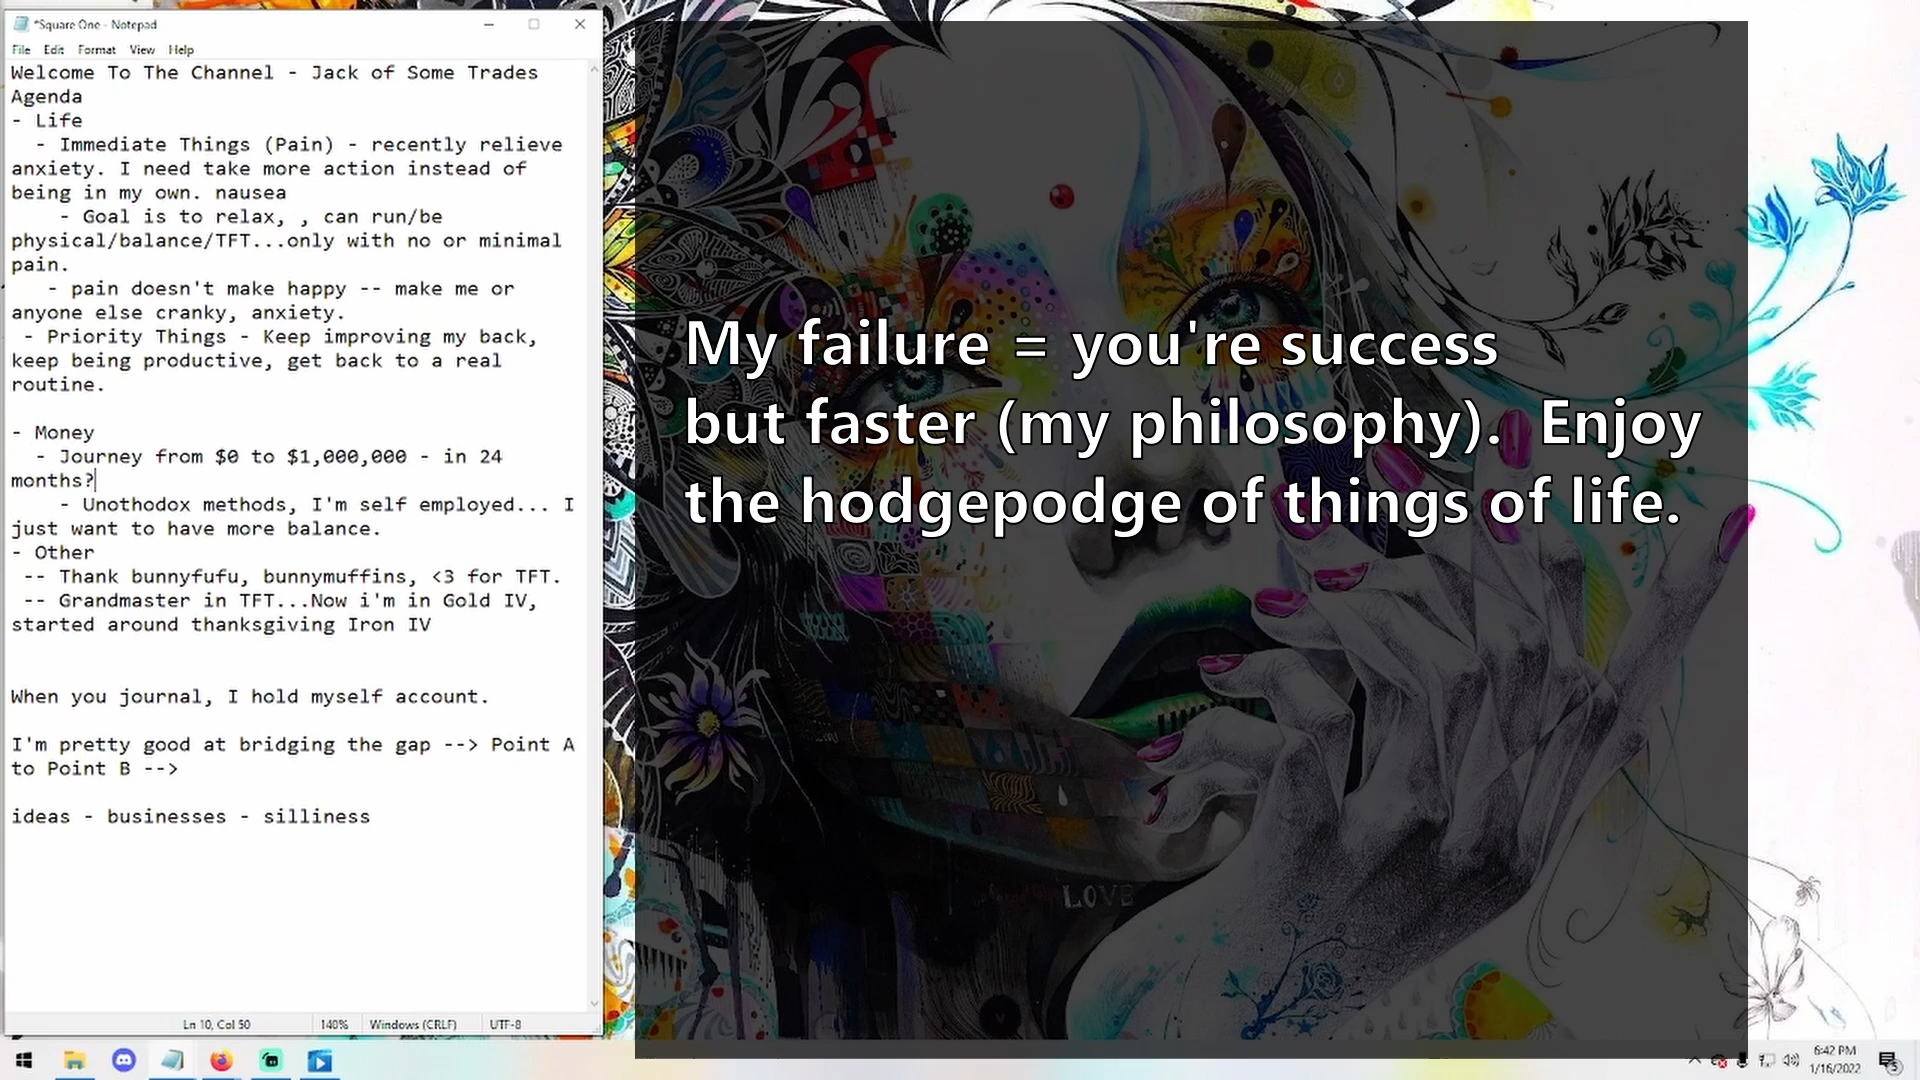 *Square One - Notepad
File Edit Format View Help
Welcome To The Channel - Jack of Some Trades
Agenda
- Life
  - Immediate Things (Pain) - recently relieve
anxiety. I need take more action instead of
being in my own. nausea
    - Goal is to relax, , can run/be
physical/balance/TFT...only with no or minimal
pain.
   - pain doesn't make happy -- make me or
anyone else cranky, anxiety.
 - Priority Things - Keep improving my back,
keep being productive, get back to a real
routine.
- Money
  - Journey from $0 to $1,000,000 - in 24
months?
    - Unothodox methods, I'm self employed... I
just want to have more balance.
- Other
 -- Thank bunnyfufu, bunnymuffins, <3 for TFT.
 -- Grandmaster in TFT...Now i'm in Gold IV,
started around thanksgiving Iron IV
When you journal, I hold myself account.
I'm pretty good at bridging the gap --> Point A
to Point B -->
ideas - businesses - silliness
Ln 10, Col 50 140% Windows (CRLF) UTF-8
My failure = you're success
but faster (my philosophy).  Enjoy
the hodgepodge of things of life.
LOVE
6:42 PM
1/16/2022
5